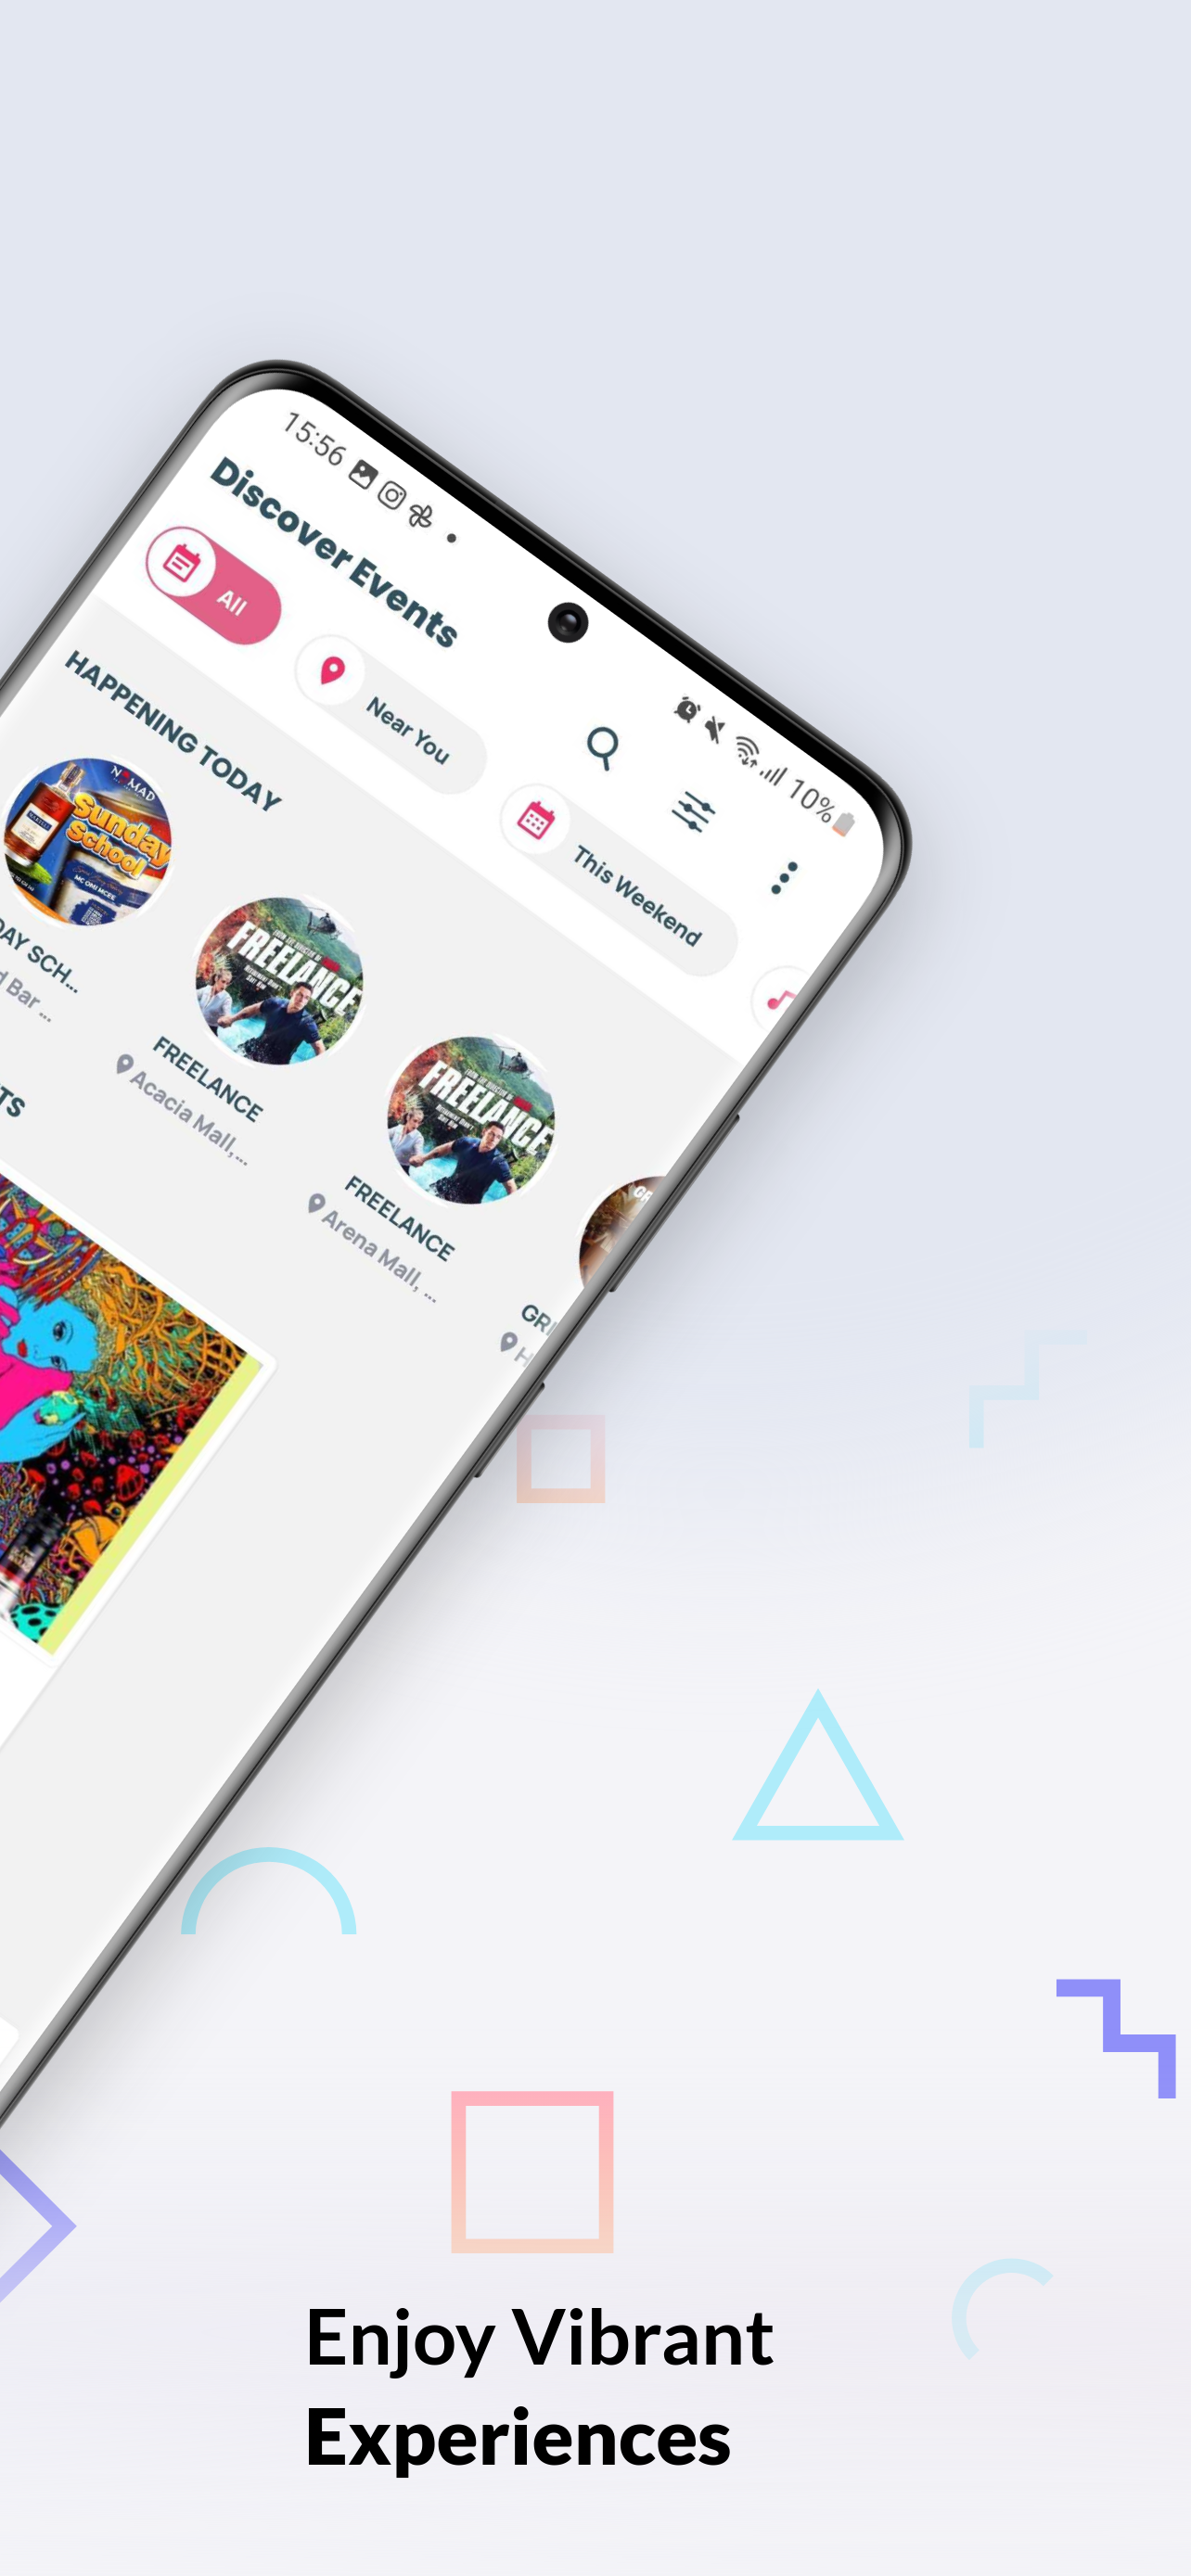 15:56
10%
Discover Events
All
Near You
This Weekend
HAPPENING TODAY
NOMAD
Sunday
School
MC OMI MCEE
DAY SCH...
d Bar ...
FREELANCE
FREELANCE
Acacia Mall,...
FREELANCE
FREELANCE
Arena Mall, ...
GR
H
TS
Enjoy Vibrant
Experiences